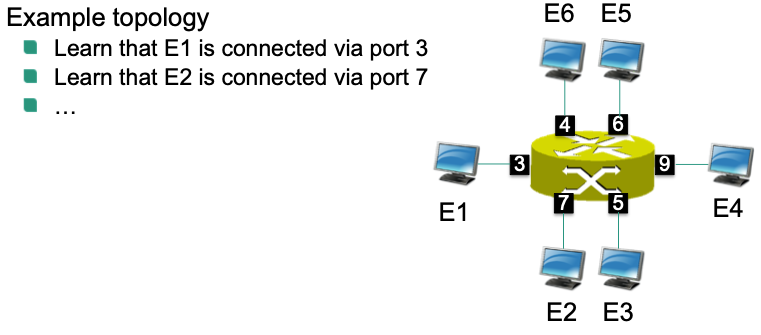 Example topology
Learn that E1 is connected via port 3
Learn that E2 is connected via port 7
…
E6 E5
4 6
3 9
E1 E4
7 5
E2 E3